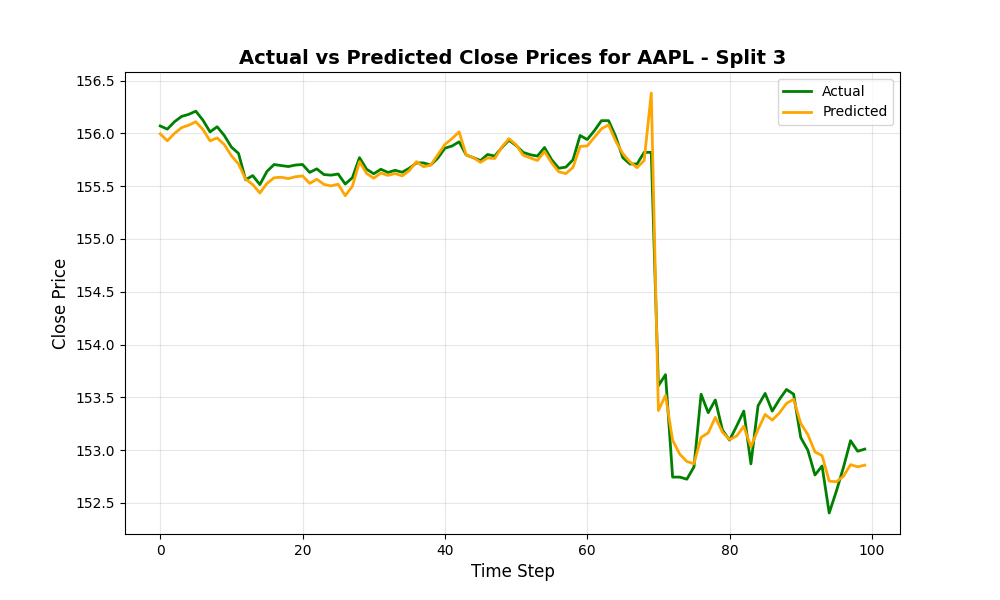 Actual vs Predicted Close Prices for AAPL - Split 3
Actual
Predicted
Close Price
156.5
156.0
155.5
155.0
154.5
154.0
153.5
153.0
152.5
0 20 40 60 80 100
Time Step